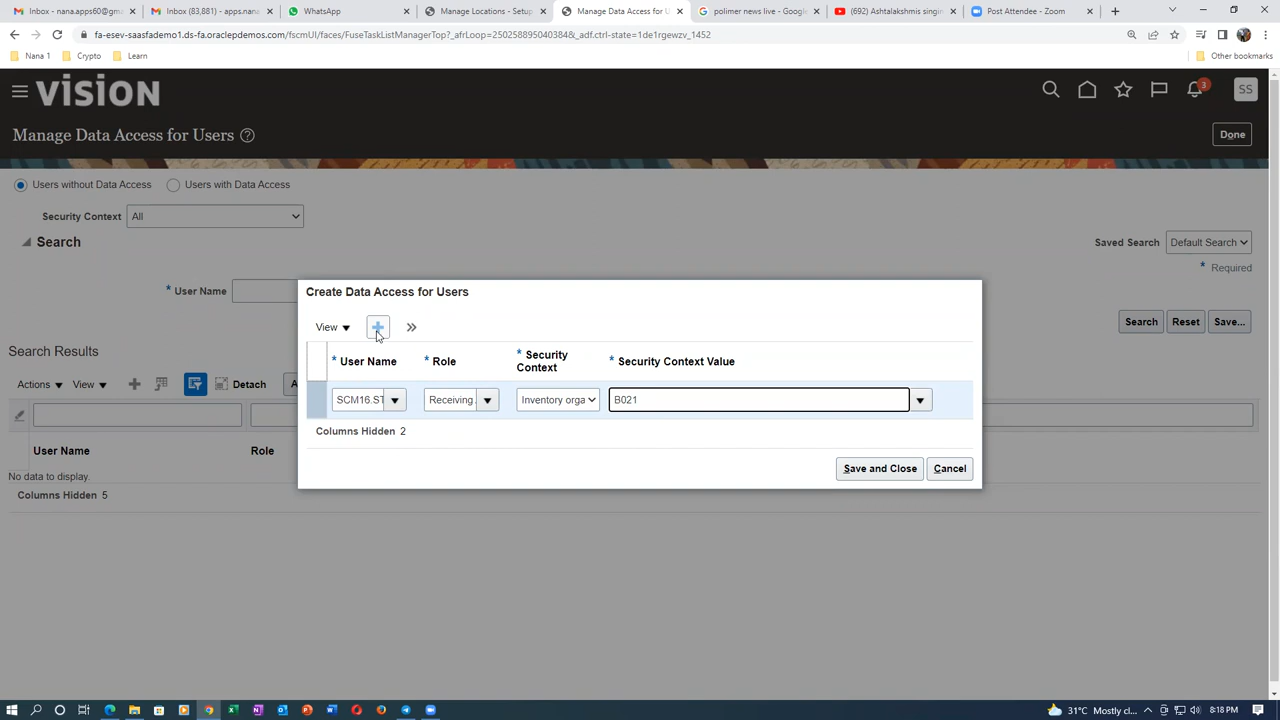 Inbox - nana.apps60@gma
Inbox (83,881) - apps.nana
WhatsApp
Manage Locations - Setup
Manage Data Access for U
polimer news live - Google
(692) Ashtalakshmis singin
Post Attendee - Zoom
fa-esev-saasfademo1.ds-fa.oraclepdemos.com/fscmUI/faces/FuseTaskListManagerTop?_afrLoop=2502588950403840&_adf.ctrl-state=1de1rgewzv_1452
Nana 1
Crypto
Learn
Other bookmarks
VISION
3
SS
Manage Data Access for Users
Done
Users without Data Access
Users with Data Access
Security Context
All
Search
Saved Search
Default Search
* Required
* User Name
Search
Reset
Save...
Search Results
Actions
View
Detach
User Name
Role
No data to display.
Columns Hidden 5
Create Data Access for Users
View
* User Name
* Role
* Security Context
* Security Context Value
SCM16.ST
Receiving
Inventory orga
B021
Columns Hidden 2
Save and Close
Cancel
31°C Mostly cl...
8:18 PM